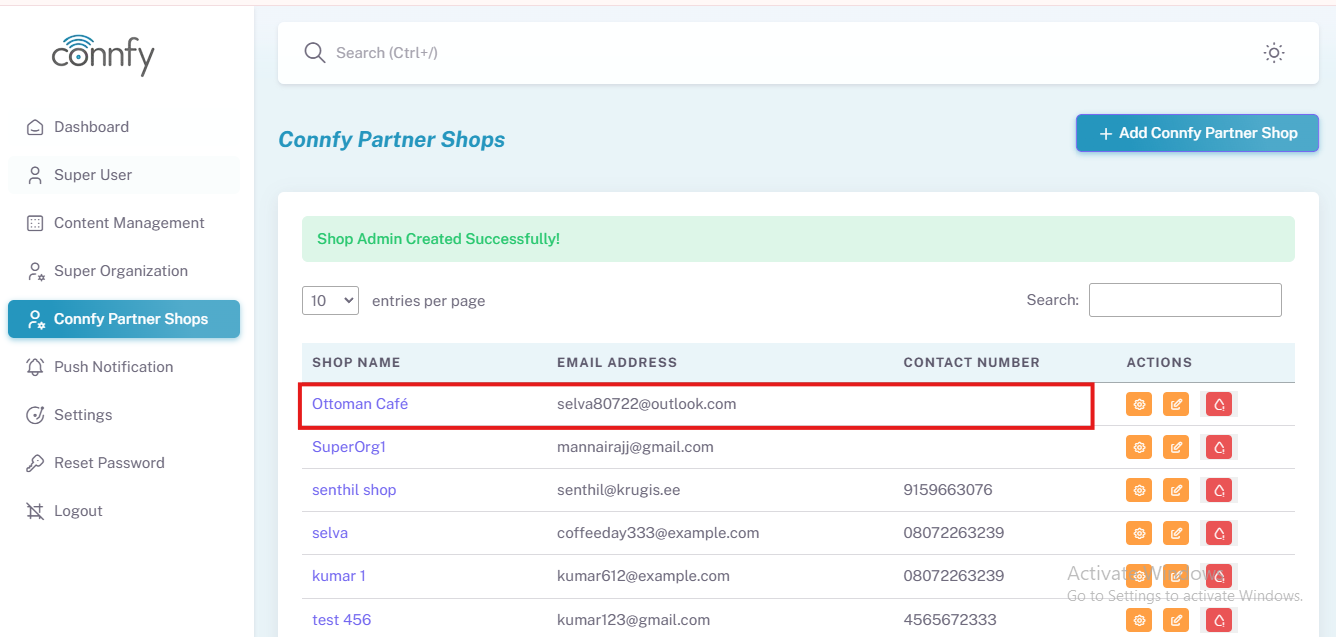 connfy
Search (Ctrl+/)
Dashboard
Super User
Content Management
Super Organization
Connfy Partner Shops
Push Notification
Settings
Reset Password
Logout
Connfy Partner Shops
+ Add Connfy Partner Shop
Shop Admin Created Successfully!
10 entries per page
Search:
SHOP NAME EMAIL ADDRESS CONTACT NUMBER ACTIONS
Ottoman Café selva80722@outlook.com
SuperOrg1 mannairajj@gmail.com
senthil shop senthil@krugis.ee 9159663076
selva coffeeday333@example.com 08072263239
kumar 1 kumar612@example.com 08072263239
Activate Windows
Go to Settings to activate Windows.
test 456 kumar123@gmail.com 4565672333